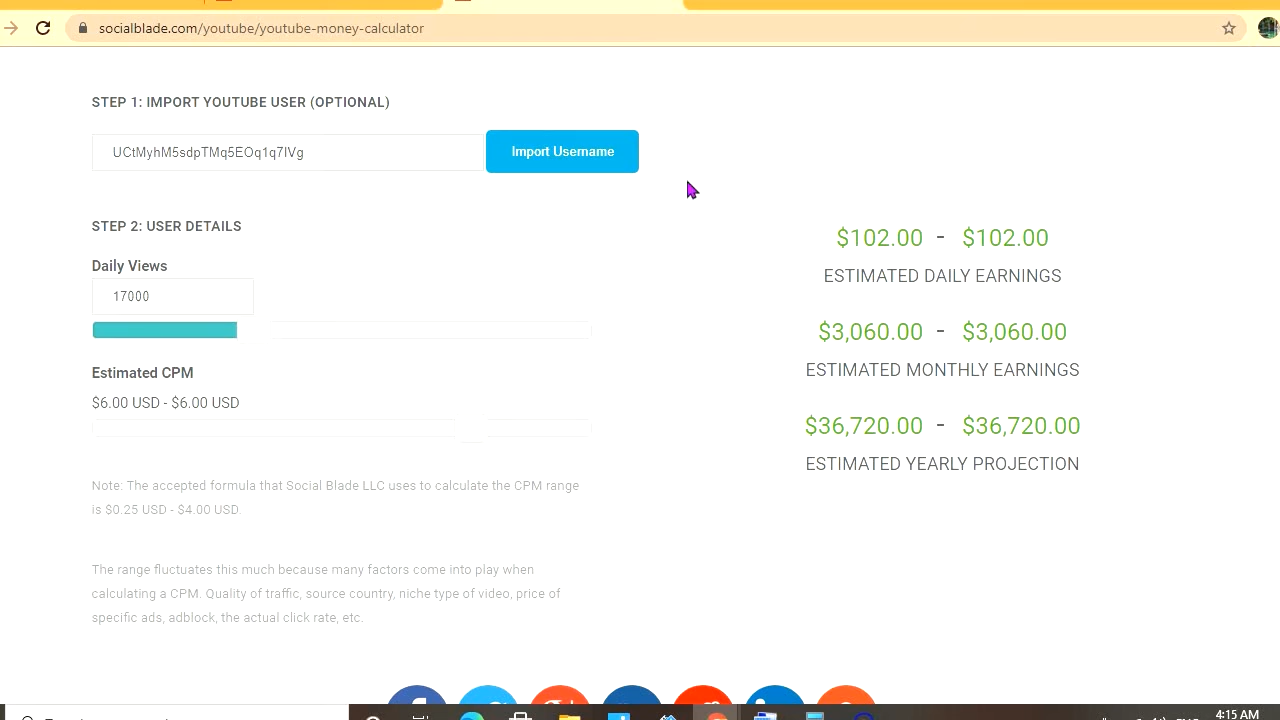 socialblade.com/youtube/youtube-money-calculator
STEP 1: IMPORT YOUTUBE USER (OPTIONAL)
UCtMyhM5sdpTMq5EOq1q7IVg
Import Username
STEP 2: USER DETAILS
Daily Views
17000
Estimated CPM
$6.00 USD - $6.00 USD
Note: The accepted formula that Social Blade LLC uses to calculate the CPM range
is $0.25 USD - $4.00 USD.
The range fluctuates this much because many factors come into play when
calculating a CPM. Quality of traffic, source country, niche type of video, price of
specific ads, adblock, the actual click rate, etc.
$102.00 - $102.00
ESTIMATED DAILY EARNINGS
$3,060.00 - $3,060.00
ESTIMATED MONTHLY EARNINGS
$36,720.00 - $36,720.00
ESTIMATED YEARLY PROJECTION
4:15 AM